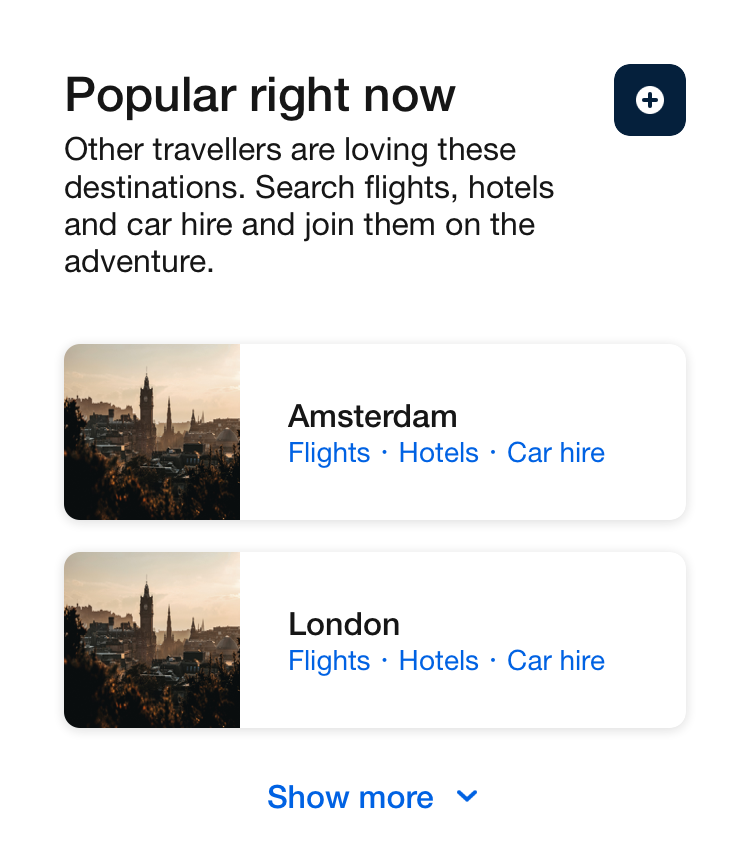 Popular right now
Other travellers are loving these
destinations. Search flights, hotels
and car hire and join them on the
adventure.
Amsterdam
Flights · Hotels · Car hire
London
Flights · Hotels · Car hire
Show more